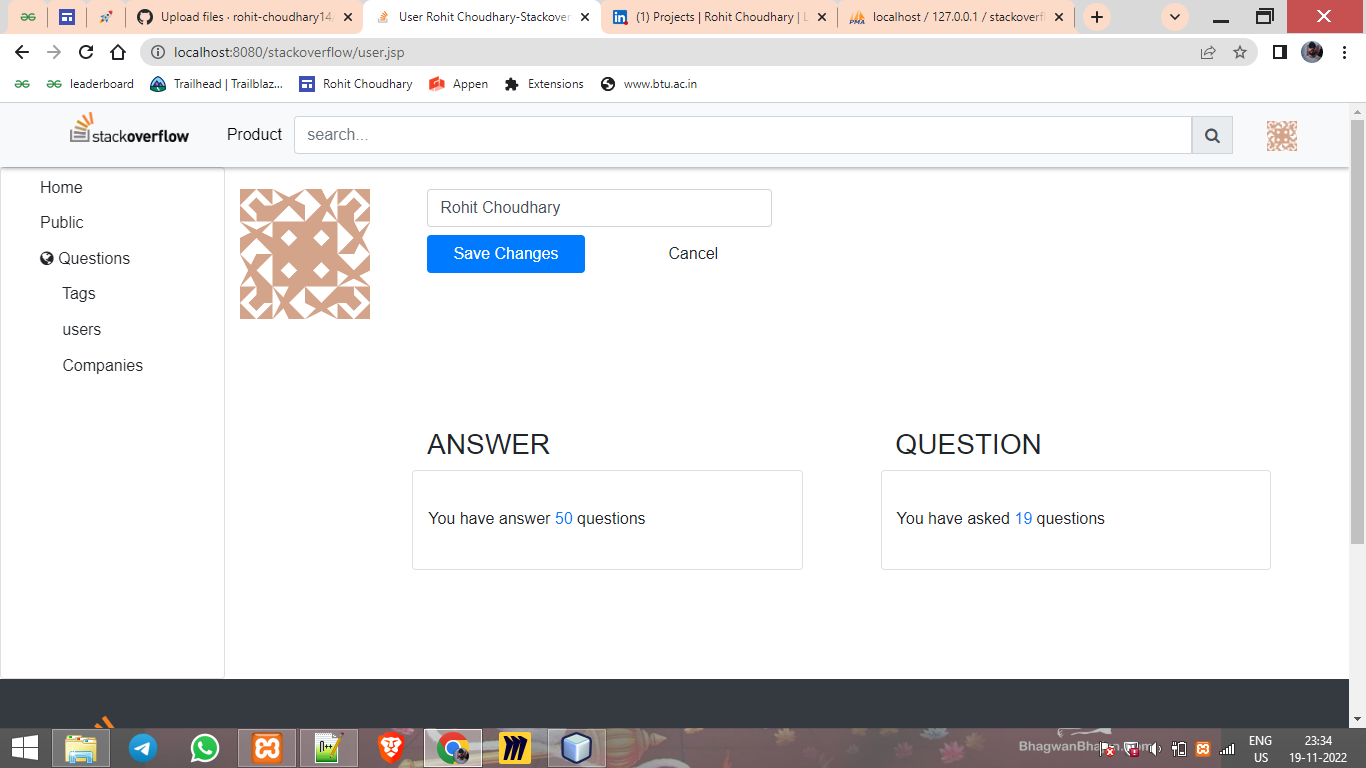 Upload files · rohit-choudhary14
User Rohit Choudhary-Stackover
(1) Projects | Rohit Choudhary | L
localhost / 127.0.0.1 / stackoverfl
localhost:8080/stackoverflow/user.jsp
leaderboard
Trailhead | Trailblaz...
Rohit Choudhary
Appen
Extensions
www.btu.ac.in
stackoverflow
Product
search...
Home
Public
Questions
Tags
users
Companies
Rohit Choudhary
Save Changes
Cancel
ANSWER
You have answer 50 questions
QUESTION
You have asked 19 questions
ENG
US
23:34
19-11-2022